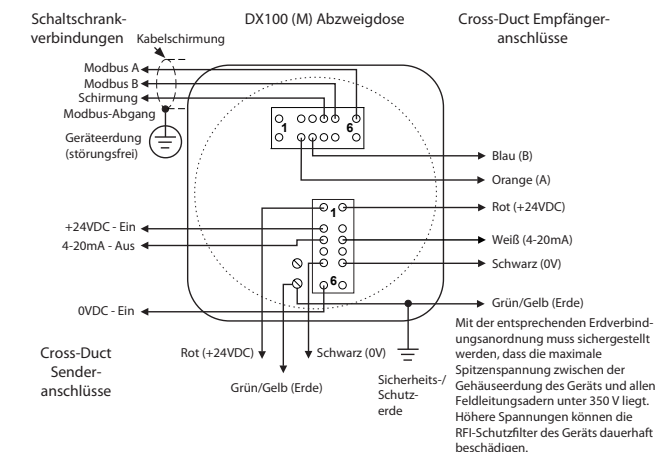 Schaltschrank-
verbindungen
DX100 (M) Abzweigdose
Cross-Duct Empfänger-
anschlüsse
Kabelschirmung
Modbus A
Modbus B
Schirmung
Modbus-Abgang
Geräteerdung
(störungsfrei)
1
6
Blau (B)
Orange (A)
1
Rot (+24VDC)
+24VDC - Ein
4-20mA - Aus
Weiß (4-20mA)
Schwarz (0V)
6
0VDC - Ein
Grün/Gelb (Erde)
Cross-Duct
Sender-
anschlüsse
Rot (+24VDC)
Schwarz (0V)
Grün/Gelb (Erde)
Sicherheits-/
Schutz-
erde
Mit der entsprechenden Erdverbind-
ungsanordnung muss sichergestellt
werden, dass die maximale
Spitzenspannung zwischen der
Gehäuseerdung des Geräts und allen
Feldleitungsadern unter 350 V liegt.
Höhere Spannungen können die
RFI-Schutzfilter des Geräts dauerhaft
beschädigen.